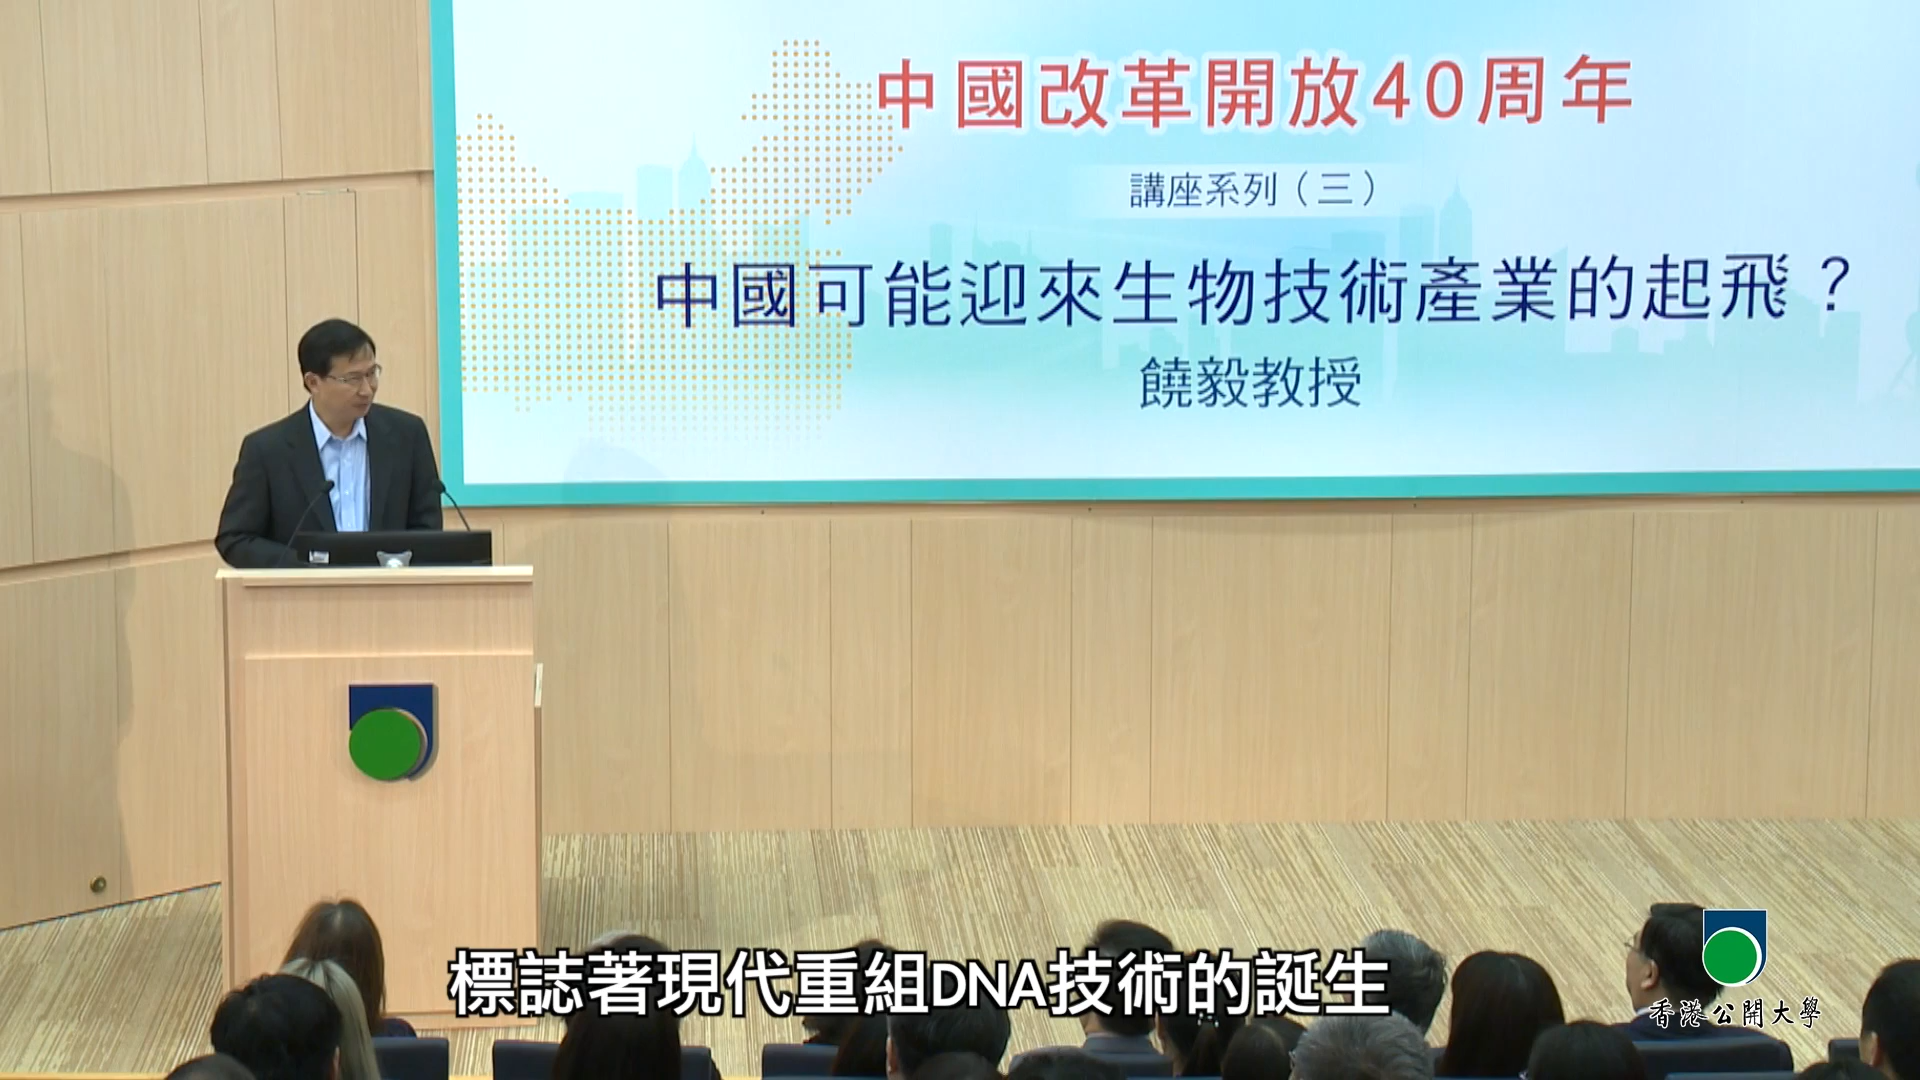 中國改革開放40周年
講座系列（三）
中國可能迎來生物技術產業的起飛？
饒毅教授
標誌著現代重組DNA技術的誕生
香港公開大學